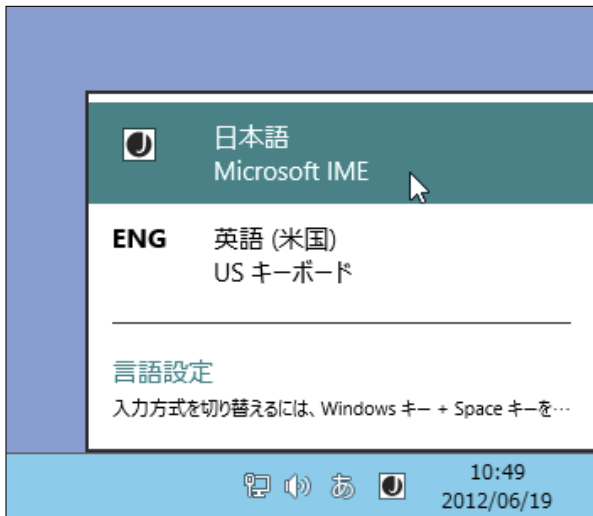 日本語
Microsoft IME
ENG 英語 (米国)
US キーボード
言語設定
入力方式を切り替えるには、Windows キー + Space キーを…
あ
10:49
2012/06/19